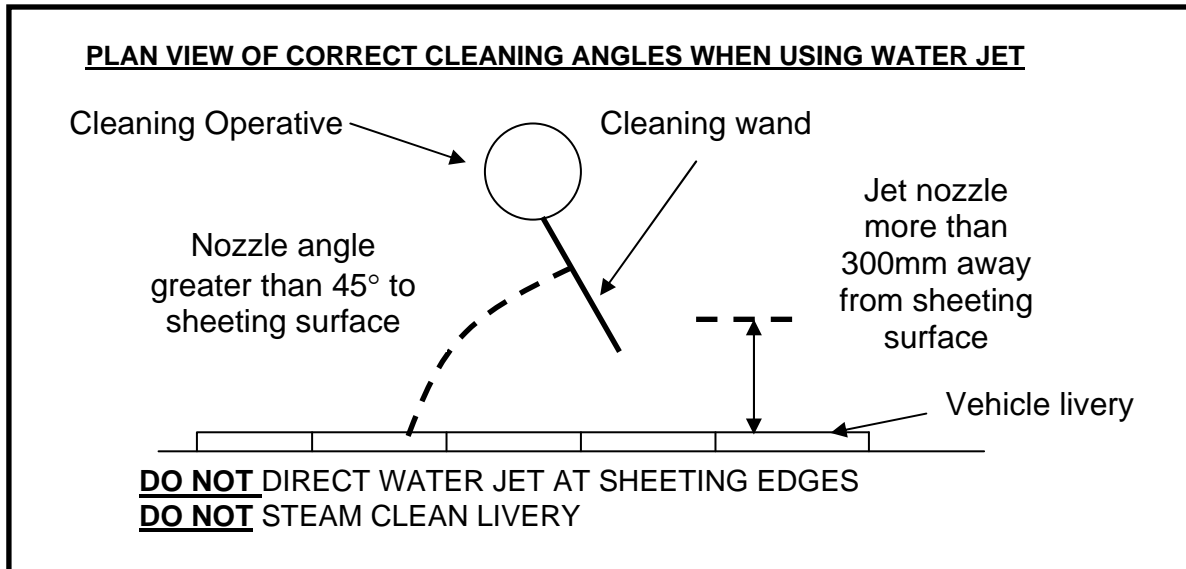 PLAN VIEW OF CORRECT CLEANING ANGLES WHEN USING WATER JET
Cleaning Operative
Cleaning wand
Nozzle angle
greater than 45° to
sheeting surface
Jet nozzle
more than
300mm away
from sheeting
surface
Vehicle livery
DO NOT DIRECT WATER JET AT SHEETING EDGES
DO NOT STEAM CLEAN LIVERY